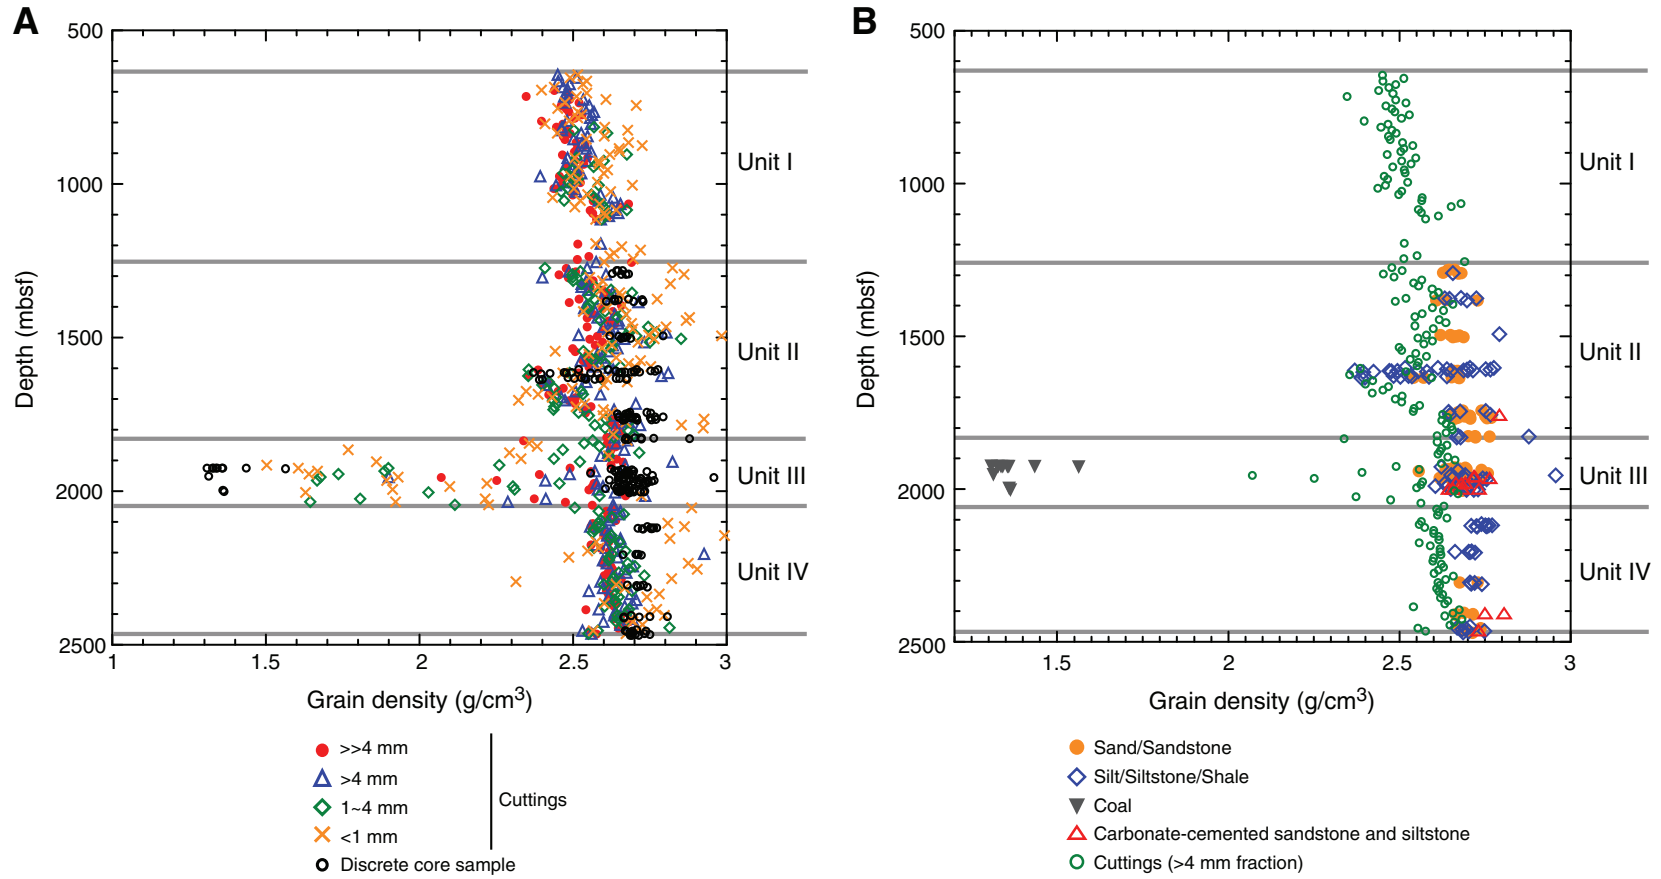 A
500
1000
1500
2000
2500
Depth (mbsf)
Unit I
Unit II
Unit III
Unit IV
1
1.5
2
2.5
3
Grain density (g/cm3)
>>4 mm
>4 mm
1~4 mm
<1 mm
Cuttings
Discrete core sample
B
500
1000
1500
2000
2500
Depth (mbsf)
Unit I
Unit II
Unit III
Unit IV
1.5
2
2.5
3
Grain density (g/cm3)
Sand/Sandstone
Silt/Siltstone/Shale
Coal
Carbonate-cemented sandstone and siltstone
Cuttings (>4 mm fraction)